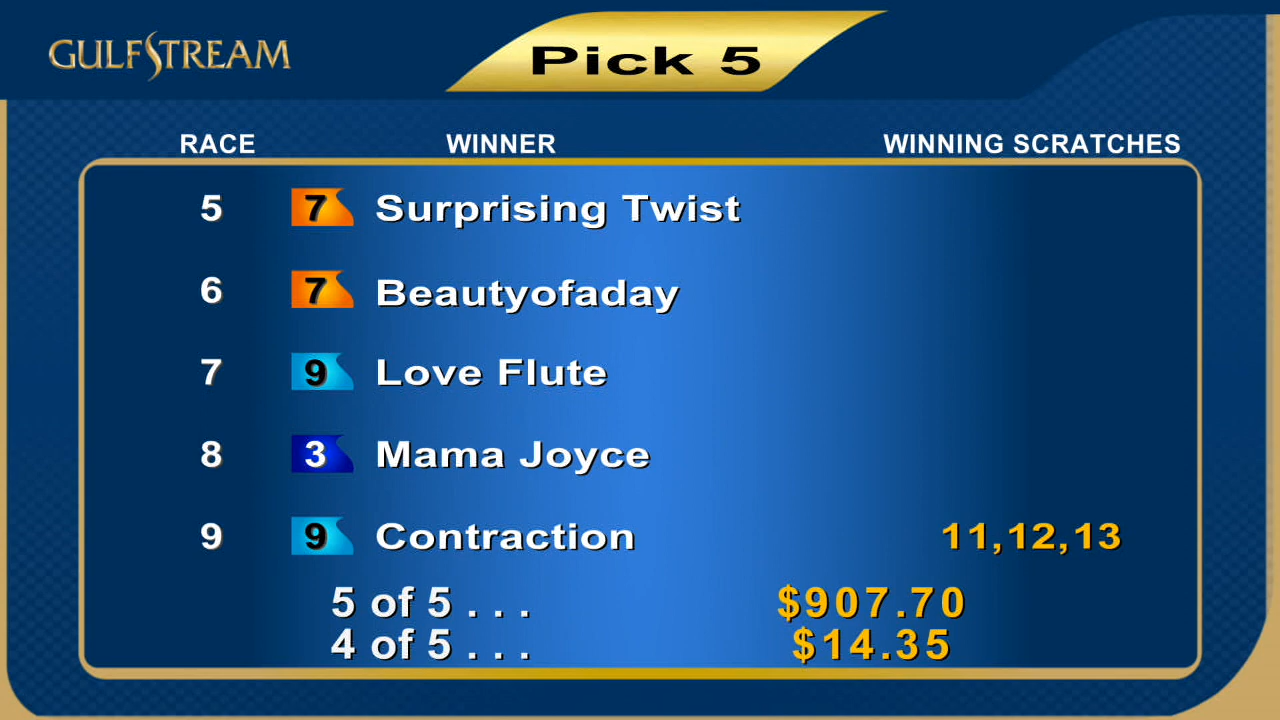 GULFSTREAM
Pick 5
RACE WINNER WINNING SCRATCHES
5 7 Surprising Twist
6 7 Beautyofaday
7 9 Love Flute
8 3 Mama Joyce
9 9 Contraction 11,12,13
5 of 5 . . . $907.70
4 of 5 . . . $14.35